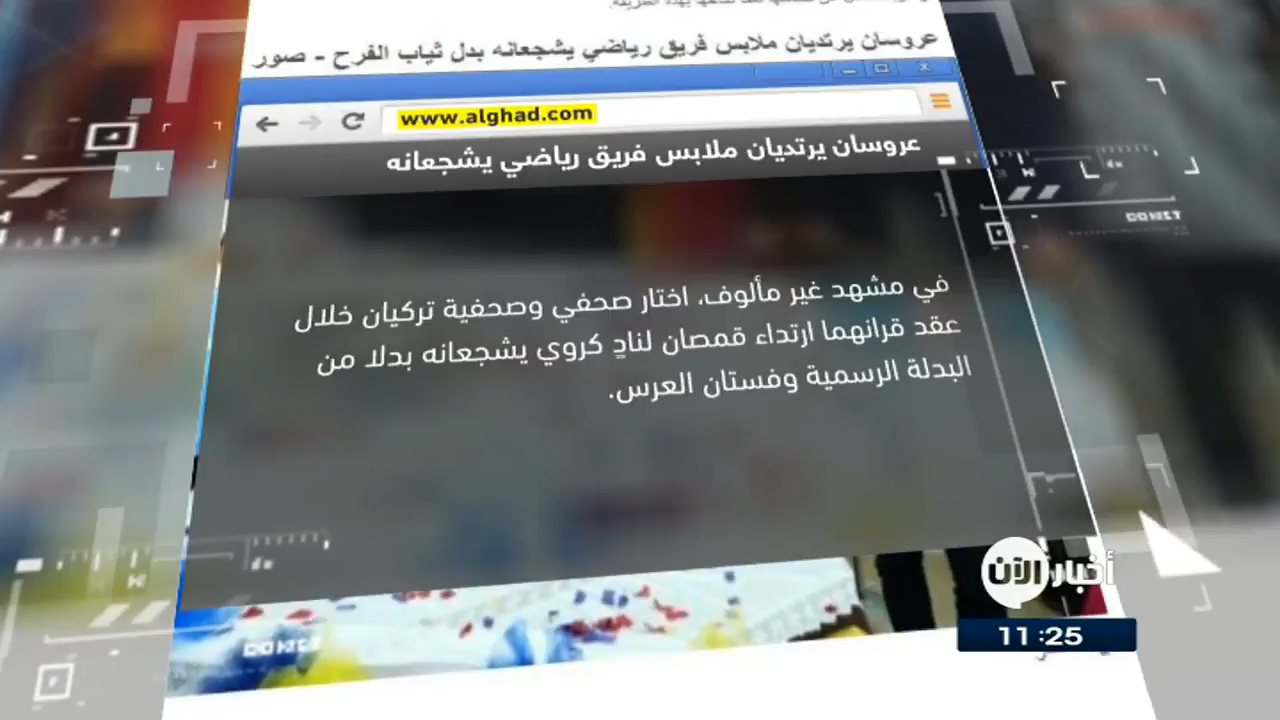 عروسان يرتديان ملابس فريق رياضي يشجعانه بدل ثياب الفرح - صور
www.alghad.com
عروسان يرتديان ملابس فريق رياضي يشجعانه
في مشهد غير مألوف، اختار صحفي وصحفية تركيان خلال
عقد قرانهما ارتداء قمصان لنادٍ كروي يشجعانه بدلا من
البدلة الرسمية وفستان العرس.
أخبار الآن
11:25